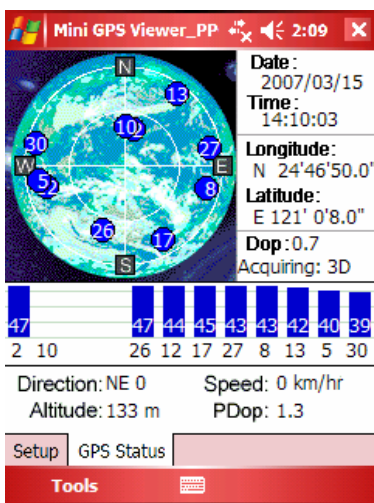 Mini GPS Viewer_PP 2:09
N
13
10
30
27
W
E
5
8
26
17
S
Date:
2007/03/15
Time:
14:10:03
Longitude:
N 24'46'50.0"
Latitude:
E 121' 0'8.0"
Dop: 0.7
Acquiring: 3D
47 47 44 45 43 43 42 40 39
2 10 26 12 17 27 8 13 5 30
Direction: NE 0 Speed: 0 km/hr
Altitude: 133 m PDop: 1.3
Setup GPS Status
Tools